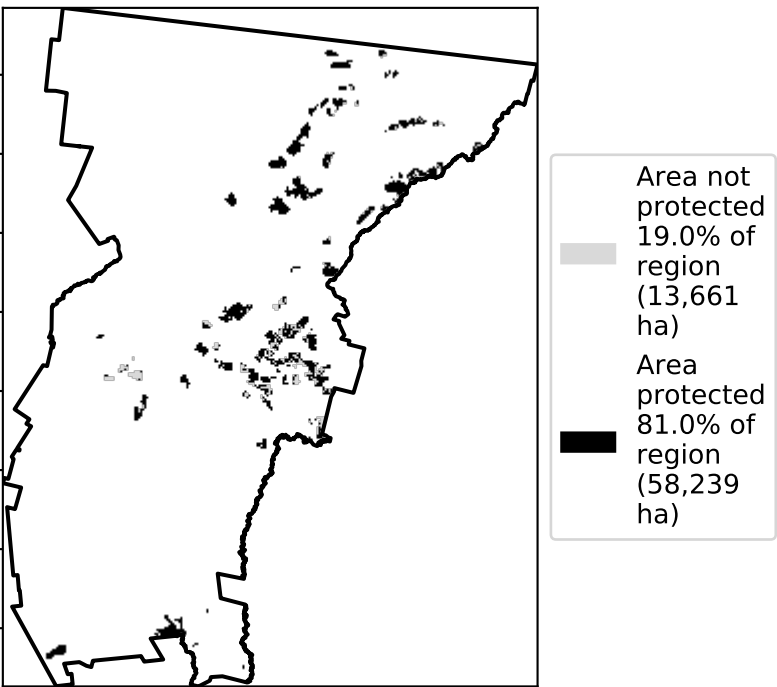 Area not
protected
19.0% of
region
(13,661
ha)
Area
protected
81.0% of
region
(58,239
ha)